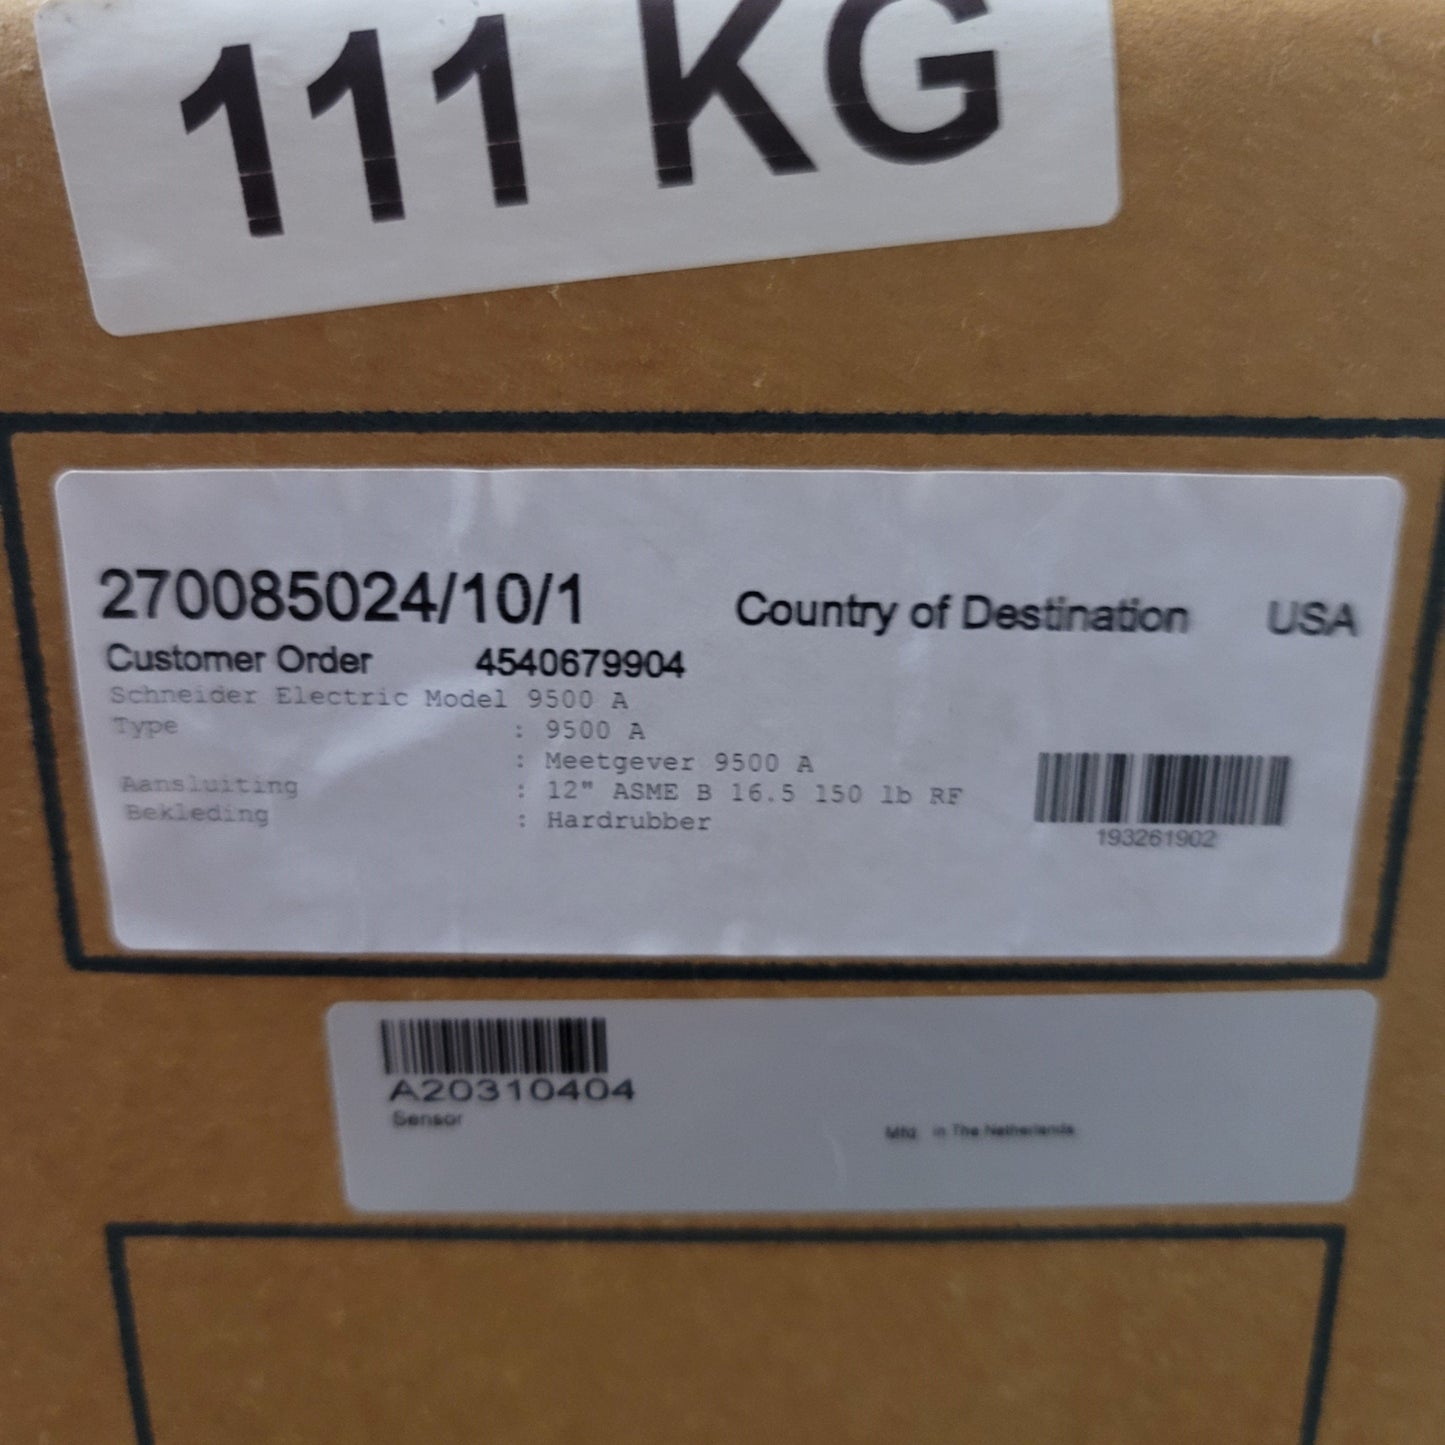 111 KG
270085024/10/1 Country of Destination USA
Customer Order 4540679904
Schneider Electric Model 9500 A
Type : 9500 A
: Meetgever 9500 A
Aansluiting : 12" ASME B 16.5 150 lb RF
Bekleding : Hardrubber
193261902
A20310404
Sensor
Mfd. in The Netherlands